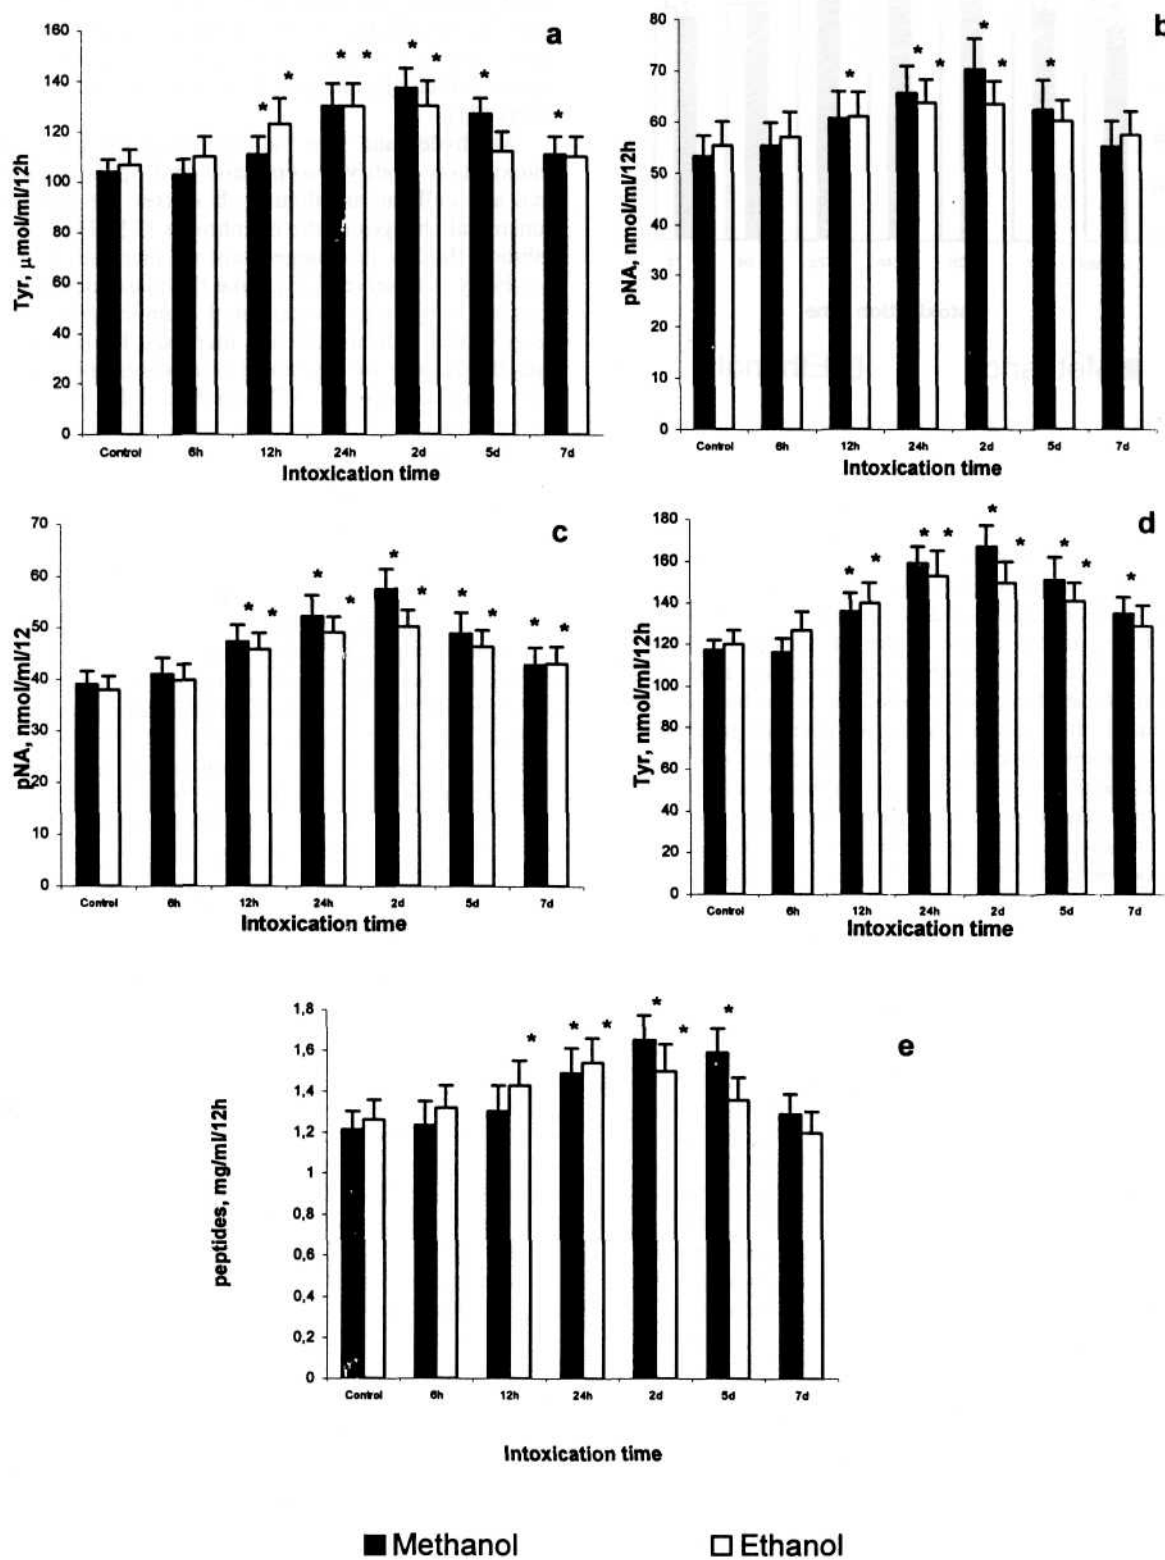 a
160
140
120
100
80
60
40
20
0
Tyr, μmol/ml/12h
* * * * * * * *
Control 6h 12h 24h 2d 5d 7d
Intoxication time
b
80
70
60
50
40
30
20
10
0
pNA, nmol/ml/12h
* * * * * *
Control 6h 12h 24h 2d 5d 7d
Intoxication time
c
70
60
50
40
30
20
10
0
pNA, nmol/ml/12
* * * * * * * * * *
Control 6h 12h 24h 2d 5d 7d
Intoxication time
d
180
160
140
120
100
80
60
40
20
0
Tyr, nmol/ml/12h
* * * * * * * * *
Control 6h 12h 24h 2d 5d 7d
Intoxication time
e
1,8
1,6
1,4
1,2
1
0,8
0,6
0,4
0,2
0
peptides, mg/ml/12h
* * * * * *
Control 6h 12h 24h 2d 5d 7d
Intoxication time
Methanol Ethanol